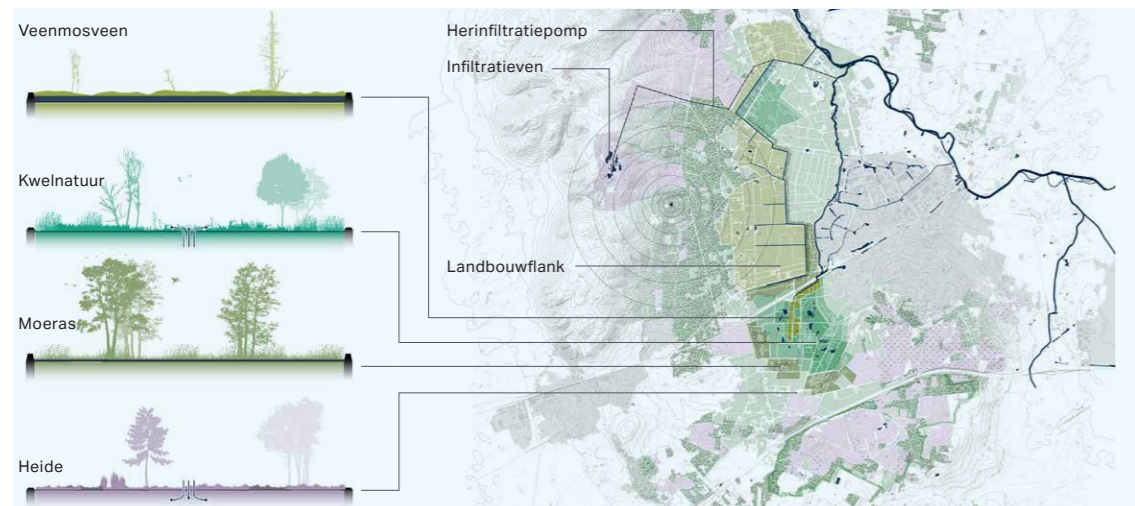 Veenmosveen
Kwelnatuur
Moeras
Heide
Herinfiltratiepomp
Infiltratieven
Landbouwflank